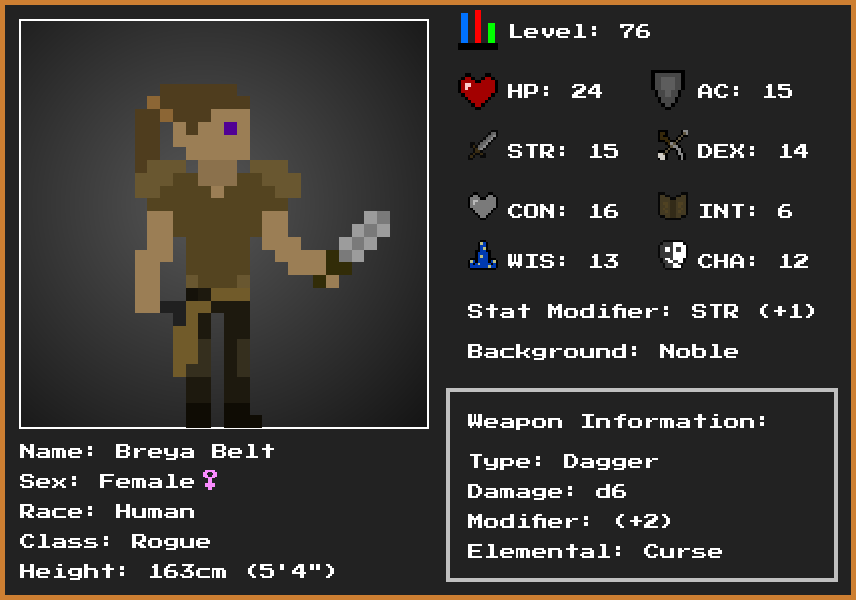 Level: 76
HP: 24 AC: 15
STR: 15 DEX: 14
CON: 16 INT: 6
WIS: 13 CHA: 12
Stat Modifier: STR (+1)
Background: Noble
Weapon Information:
Type: Dagger
Damage: d6
Modifier: (+2)
Elemental: Curse
Name: Breya Belt
Sex: Female♀
Race: Human
Class: Rogue
Height: 163cm (5'4")